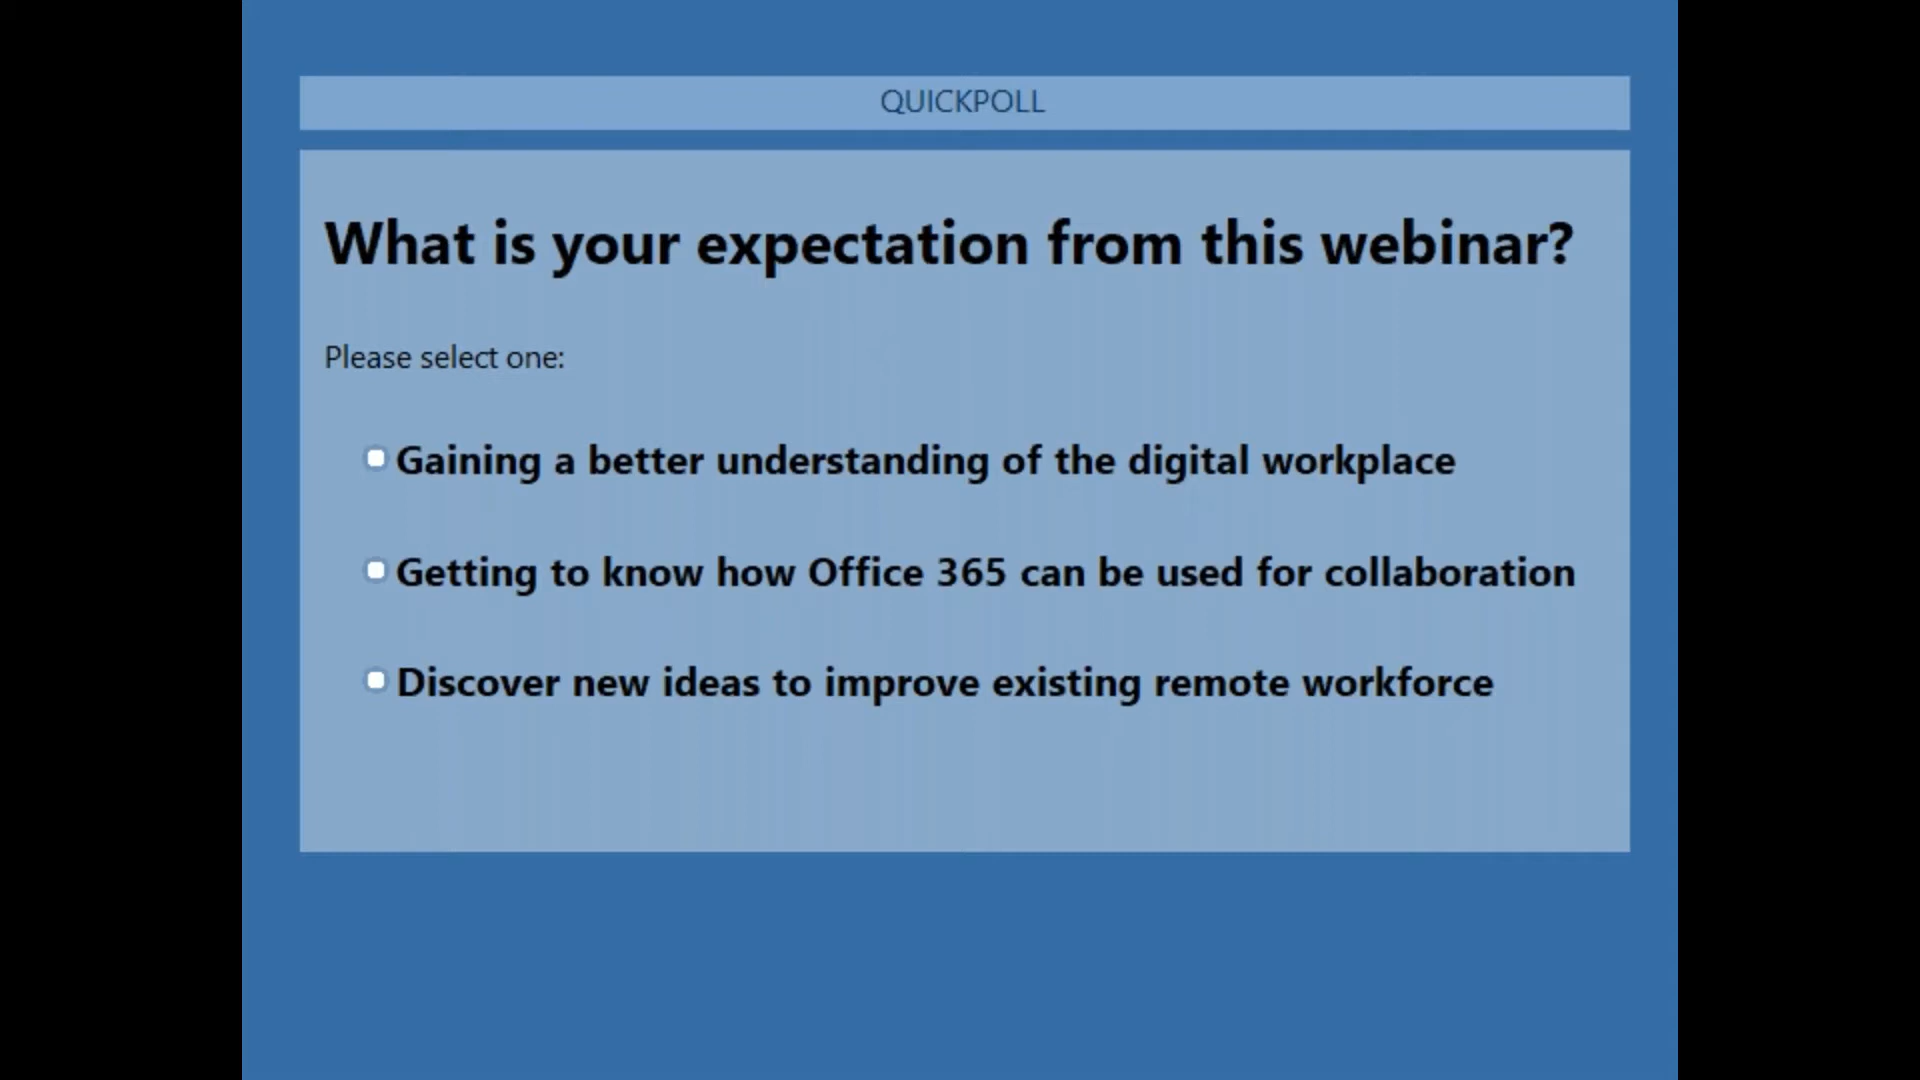 QUICKPOLL
What is your expectation from this webinar?
Please select one:
Gaining a better understanding of the digital workplace
Getting to know how Office 365 can be used for collaboration
Discover new ideas to improve existing remote workforce